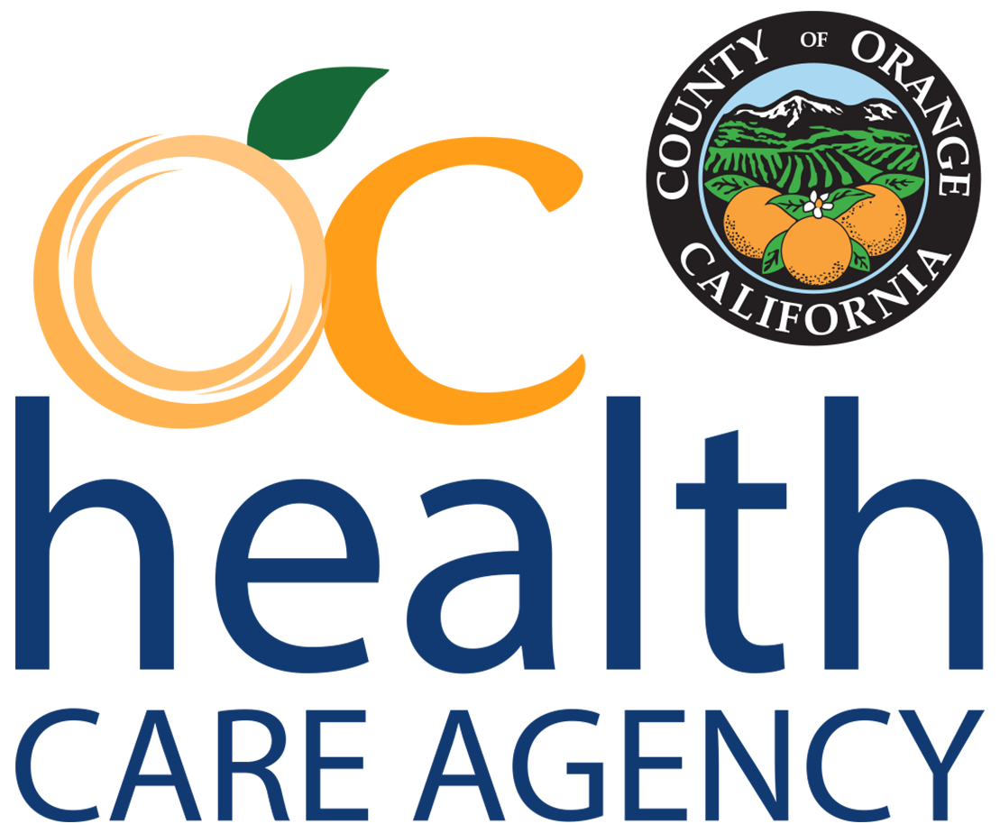 OC
COUNTY OF ORANGE
CALIFORNIA
health
CARE AGENCY